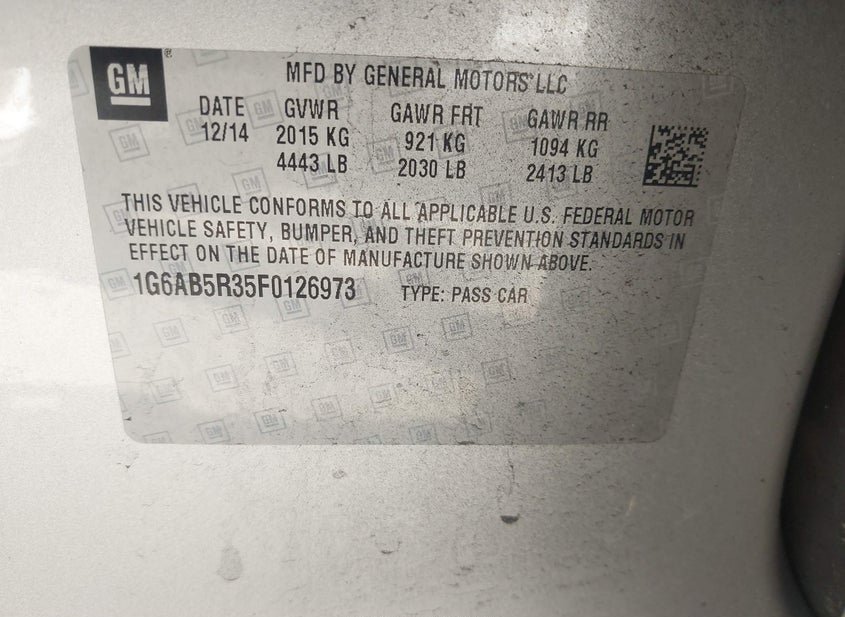 GM®
MFD BY GENERAL MOTORS LLC
DATE GVWR GAWR FRT GAWR RR
12/14 2015 KG 921 KG 1094 KG
4443 LB 2030 LB 2413 LB
THIS VEHICLE CONFORMS TO ALL APPLICABLE U.S. FEDERAL MOTOR
VEHICLE SAFETY, BUMPER, AND THEFT PREVENTION STANDARDS IN
EFFECT ON THE DATE OF MANUFACTURE SHOWN ABOVE.
1G6AB5R35F0126973 TYPE: PASS CAR